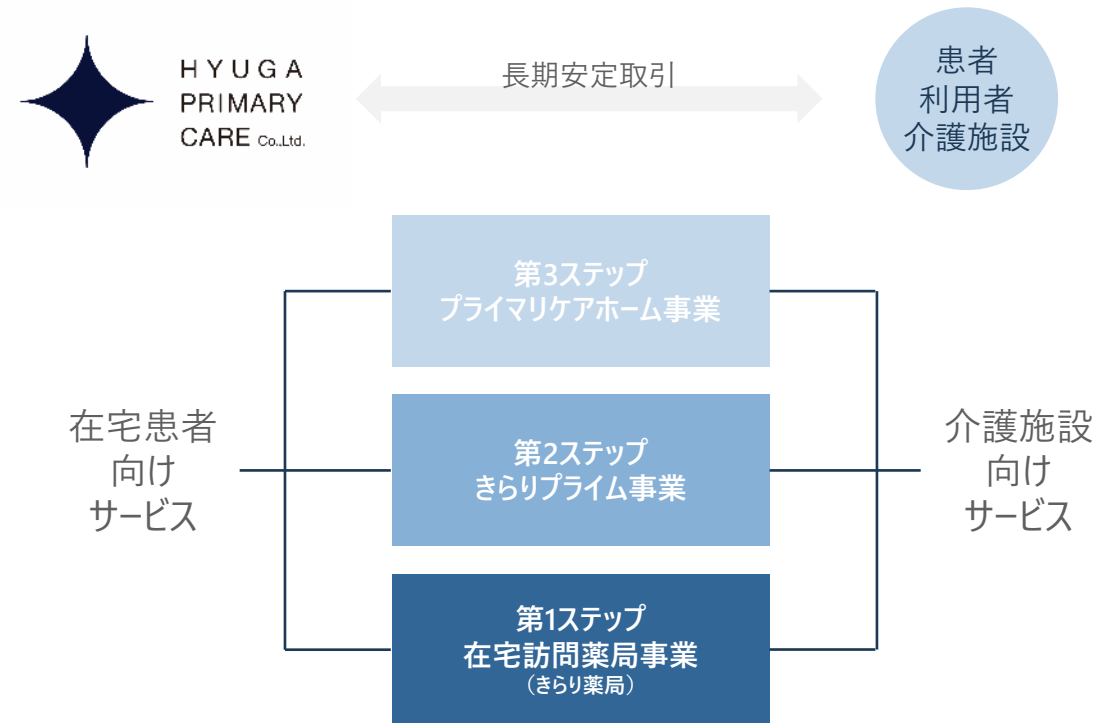 HYUGA
PRIMARY
CARE Co.,Ltd.
長期安定取引
患者
利用者
介護施設
第3ステップ
プライマリケアホーム事業
在宅患者
向け
サービス
第2ステップ
きらりプライム事業
介護施設
向け
サービス
第1ステップ
在宅訪問薬局事業
（きらり薬局）